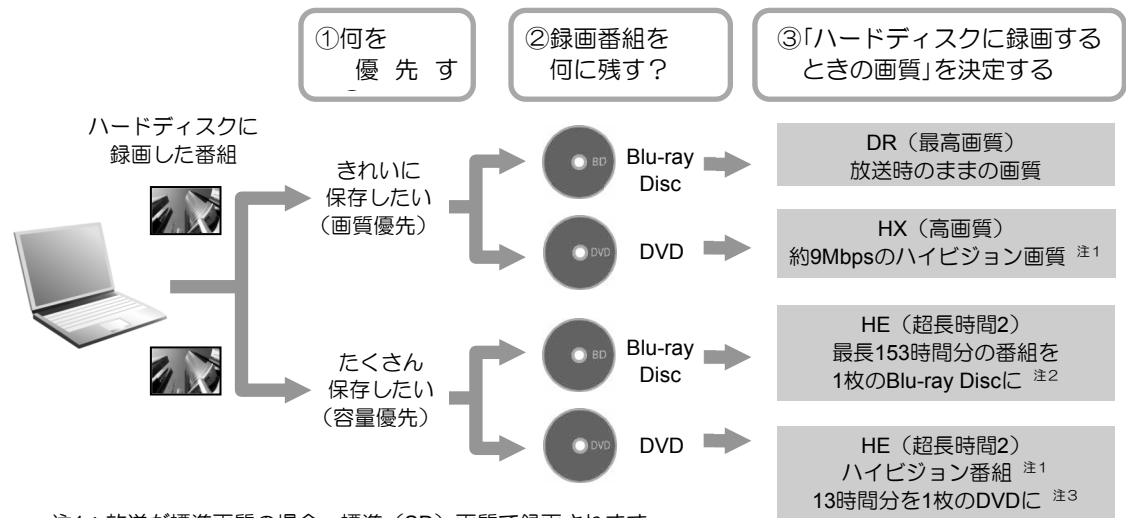 ①何を
優先す
②録画番組を
何に残す？
③「ハードディスクに録画する
ときの画質」を決定する
ハードディスクに
録画した番組
きれいに
保存したい
（画質優先）
BD
Blu-ray
Disc
DR（最高画質）
放送時のままの画質
DVD
DVD
HX（高画質）
約9Mbpsのハイビジョン画質 注1
たくさん
保存したい
（容量優先）
BD
Blu-ray
Disc
HE（超長時間2）
最長153時間分の番組を
1枚のBlu-ray Discに 注2
DVD
DVD
HE（超長時間2）
ハイビジョン番組 注1
13時間分を1枚のDVDに 注3